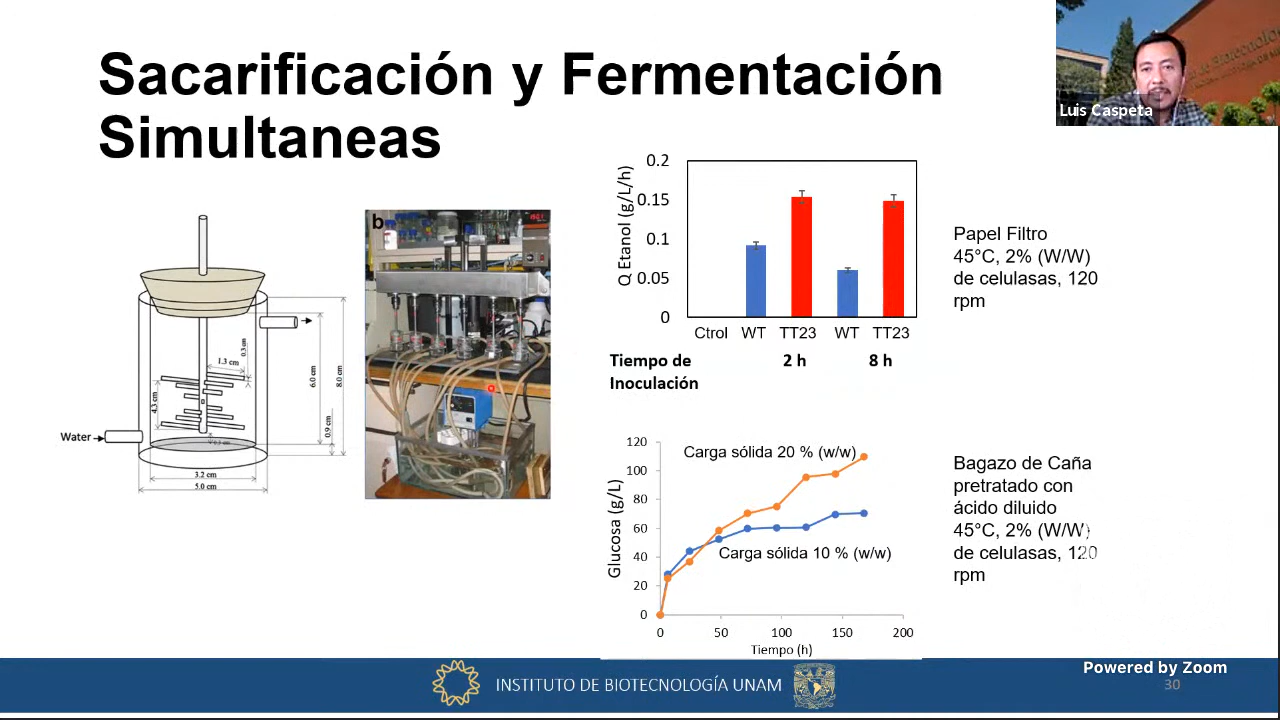 Sacarificación y Fermentación
Simultaneas
Luis Caspeta
Water
1.3 cm
0.3 cm
4.3 cm
6.0 cm
8.0 cm
0.9 cm
3.2 cm
5.0 cm
b
Q Etanol (g/L/h)
0.2
0.15
0.1
0.05
0
Ctrol WT TT23 WT TT23
Tiempo de 2 h 8 h
Inoculación
Papel Filtro
45°C, 2% (W/W)
de celulasas, 120
rpm
Glucosa (g/L)
120
100
80
60
40
20
0
Carga sólida 20 % (w/w)
Carga sólida 10 % (w/w)
0 50 100 150 200
Tiempo (h)
Bagazo de Caña
pretratado con
ácido diluido
45°C, 2% (W/W)
de celulasas, 120
rpm
INSTITUTO DE BIOTECNOLOGÍA UNAM
Powered by Zoom
30